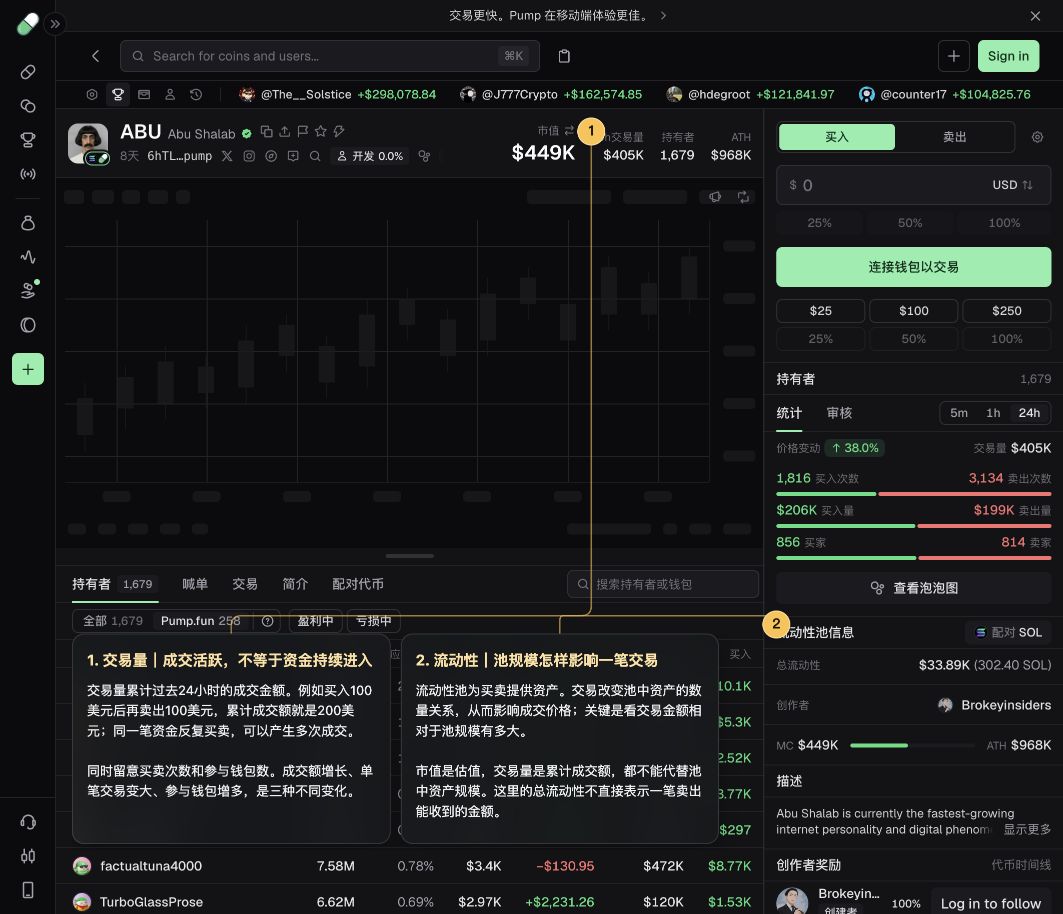 交易更快。Pump 在移动端体验更佳。
Search for coins and users...
⌘K
Sign in
@The__Solstice +$298,078.84
@J777Crypto +$162,574.85
@hdegroot +$121,841.97
@counter17 +$104,825.76
ABU Abu Shalab
8天 6hTL...pump
开发 0.0%
市值
$449K
1
交易量
$405K
持有者
1,679
ATH
$968K
买入
卖出
$ 0
USD
25% 50% 100%
连接钱包以交易
$25 $100 $250
25% 50% 100%
持有者 1,679
统计 审核 5m 1h 24h
价格变动 ↑ 38.0% 交易量 $405K
1,816 买入次数 3,134 卖出次数
$206K 买入量 $199K 卖出量
856 买家 814 卖家
查看泡泡图
持有者 1,679 喊单 交易 简介 配对代币
搜索持有者或钱包
全部 1,679 Pump.fun 258 盈利中 亏损中
2
动性池信息 配对 SOL
总流动性 $33.89K (302.40 SOL)
创作者 Brokeyinsiders
MC $449K ATH $968K
描述
Abu Shalab is currently the fastest-growing
internet personality and digital phenom
显示更多
创作者奖励 代币时间线
Brokeyin...
创建者
100%
Log in to follow
1. 交易量｜成交活跃，不等于资金持续进入
交易量累计过去24小时的成交金额。例如买入100
美元后再卖出100美元，累计成交额就是200美
元；同一笔资金反复买卖，可以产生多次成交。
同时留意买卖次数和参与钱包数。成交额增长、单
笔交易变大、参与钱包增多，是三种不同变化。
2. 流动性｜池规模怎样影响一笔交易
流动性池为买卖提供资产。交易改变池中资产的数
量关系，从而影响成交价格；关键是看交易金额相
对于池规模有多大。
市值是估值，交易量是累计成交额，都不能代替池
中资产规模。这里的总流动性不直接表示一笔卖出
能收到的金额。
应
买入
10.1K
$5.3K
2.52K
3.77K
$297
factualtuna4000 7.58M 0.78% $3.4K −$130.95 $472K $8.77K
TurboGlassProse 6.62M 0.69% $2.97K +$2,231.26 $120K $1.53K